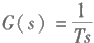 G(s) = 1/Ts